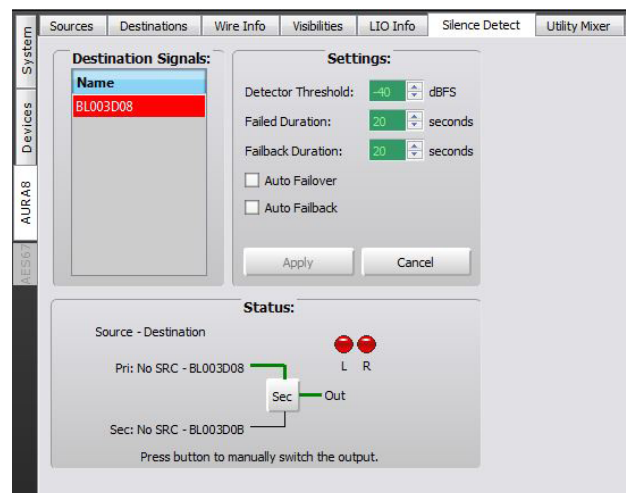 Sources Destinations Wire Info Visibilities LIO Info Silence Detect Utility Mixer
System
Devices
AURA8
AES67
Destination Signals:
Name
BL003D08
Settings:
Detector Threshold: -40 dBFS
Failed Duration: 20 seconds
Failback Duration: 20 seconds
Auto Failover
Auto Failback
Apply Cancel
Status:
Source - Destination
Pri: No SRC - BL003D08
L R
Sec Out
Sec: No SRC - BL003D0B
Press button to manually switch the output.